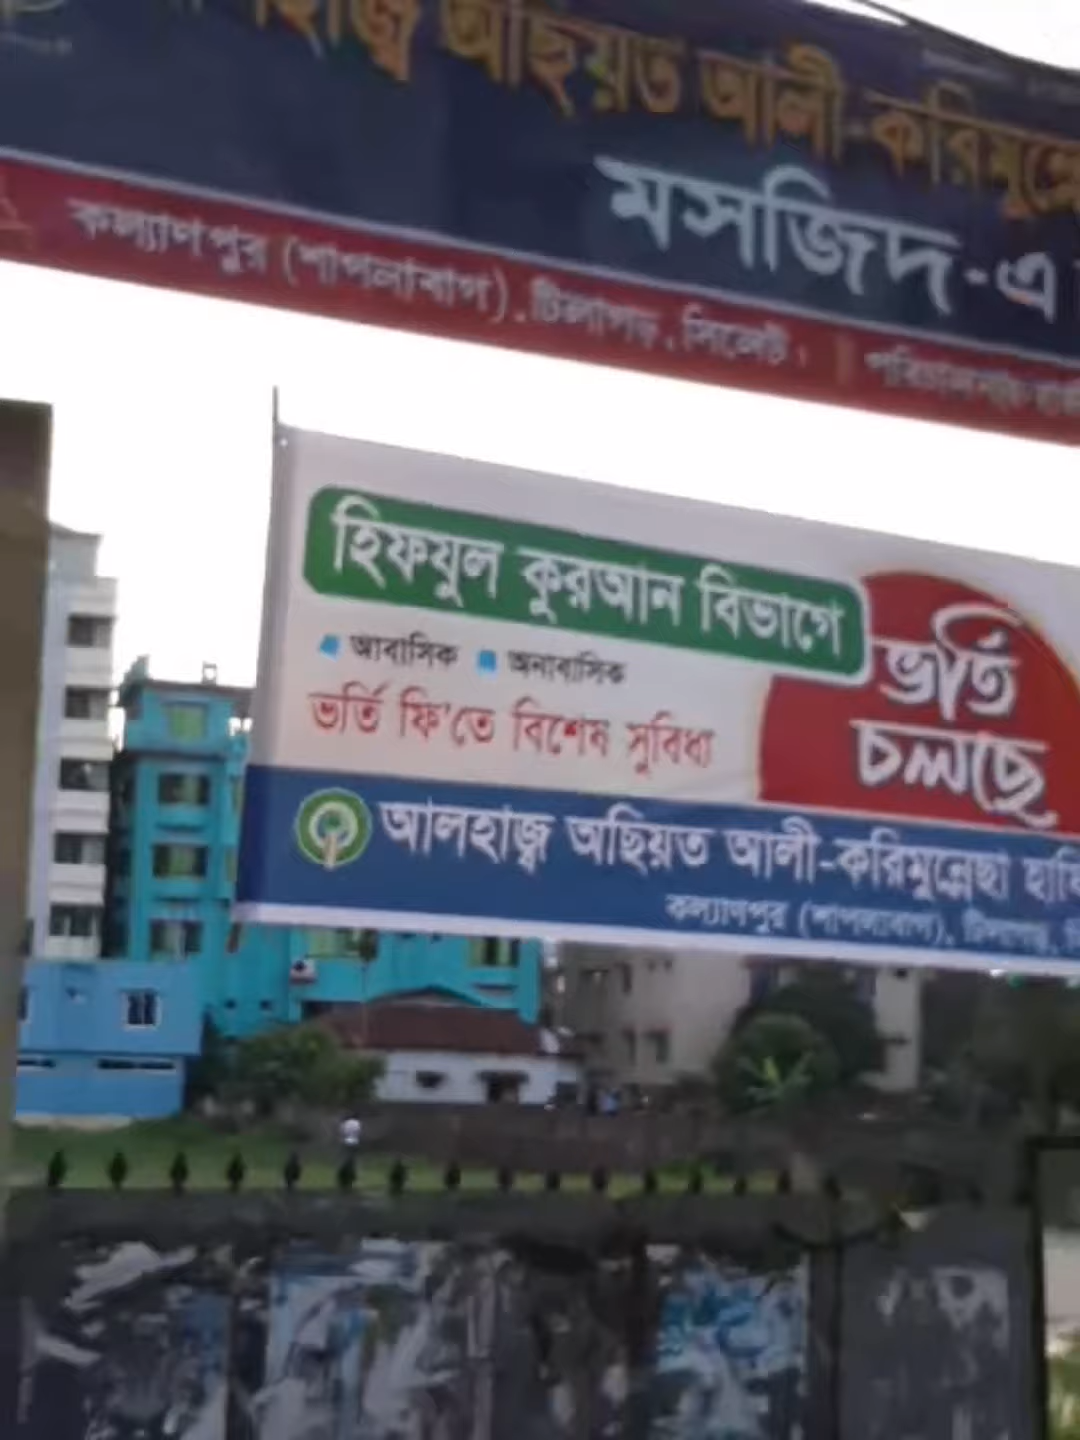 আলহাজ্ব অছিয়ত আলী-করিমুন্নেছা
মসজিদ-এ
কল্যাণপুর (শাপলাবাগ), টিলাগড়, সিলেট।
হিফযুল কুরআন বিভাগে
ভর্তি
চলছে
আবাসিক অনাবাসিক
ভর্তি ফি'তে বিশেষ সুবিধা
আলহাজ্ব অছিয়ত আলী-করিমুন্নেছা
কল্যাণপুর (শাপলাবাগ), টিলাগড়,